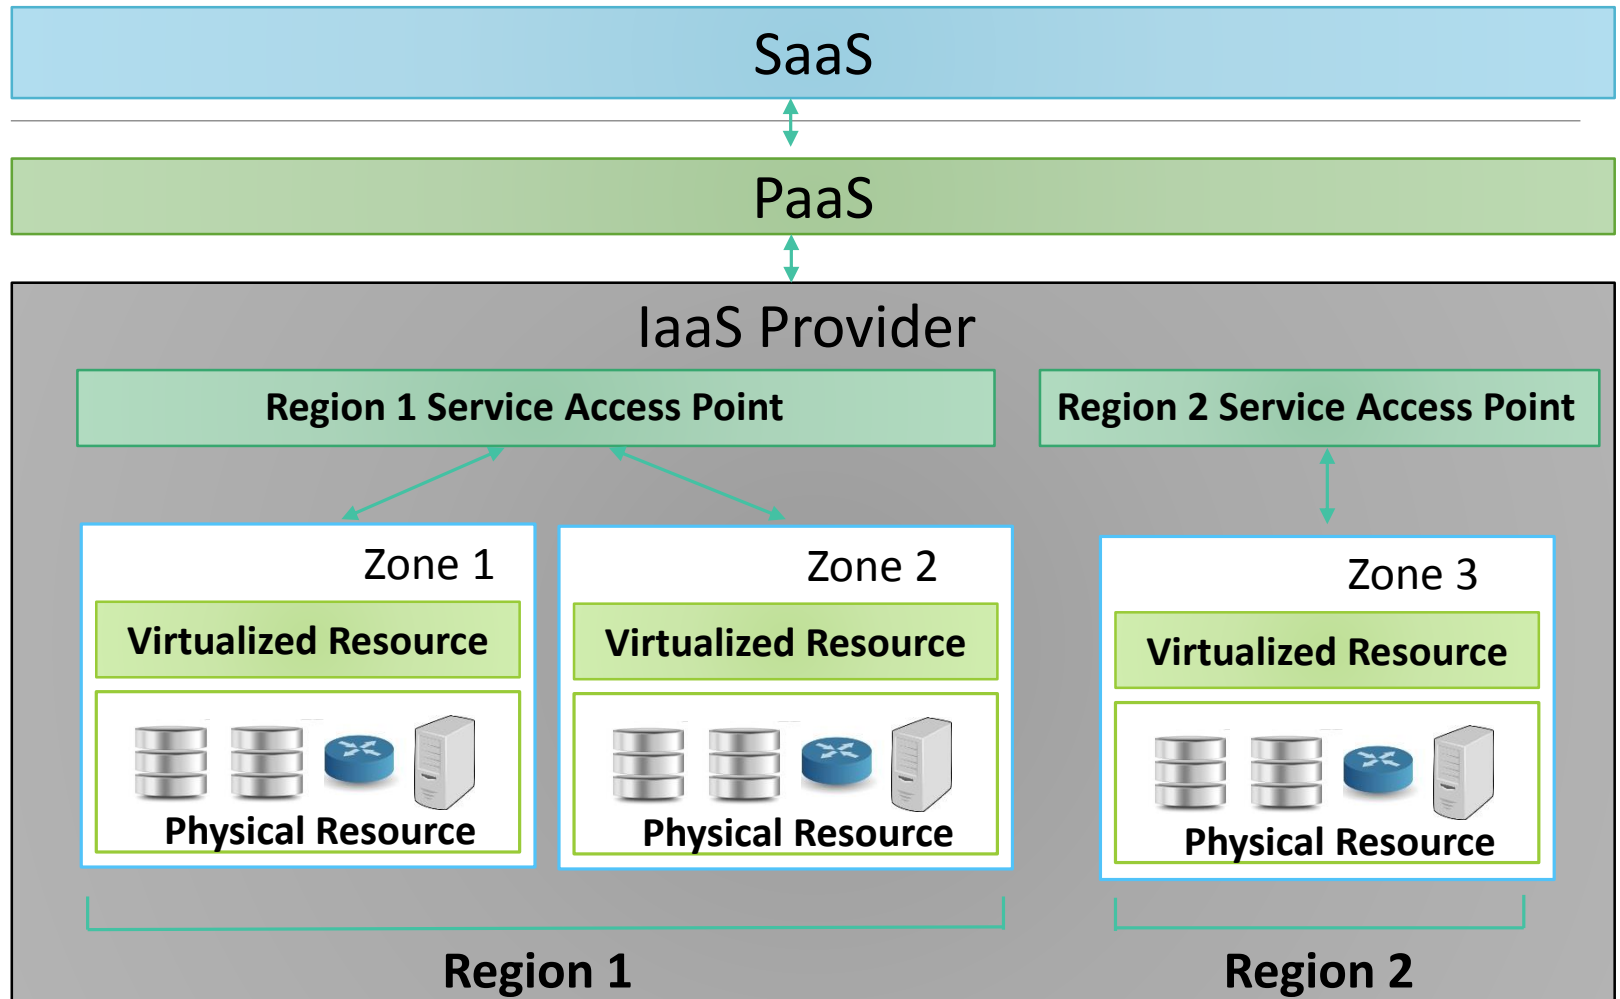 SaaS
PaaS
IaaS Provider
Region 1 Service Access Point
Region 2 Service Access Point
Zone 1
Virtualized Resource
Physical Resource
Zone 2
Virtualized Resource
Physical Resource
Zone 3
Virtualized Resource
Physical Resource
Region 1
Region 2